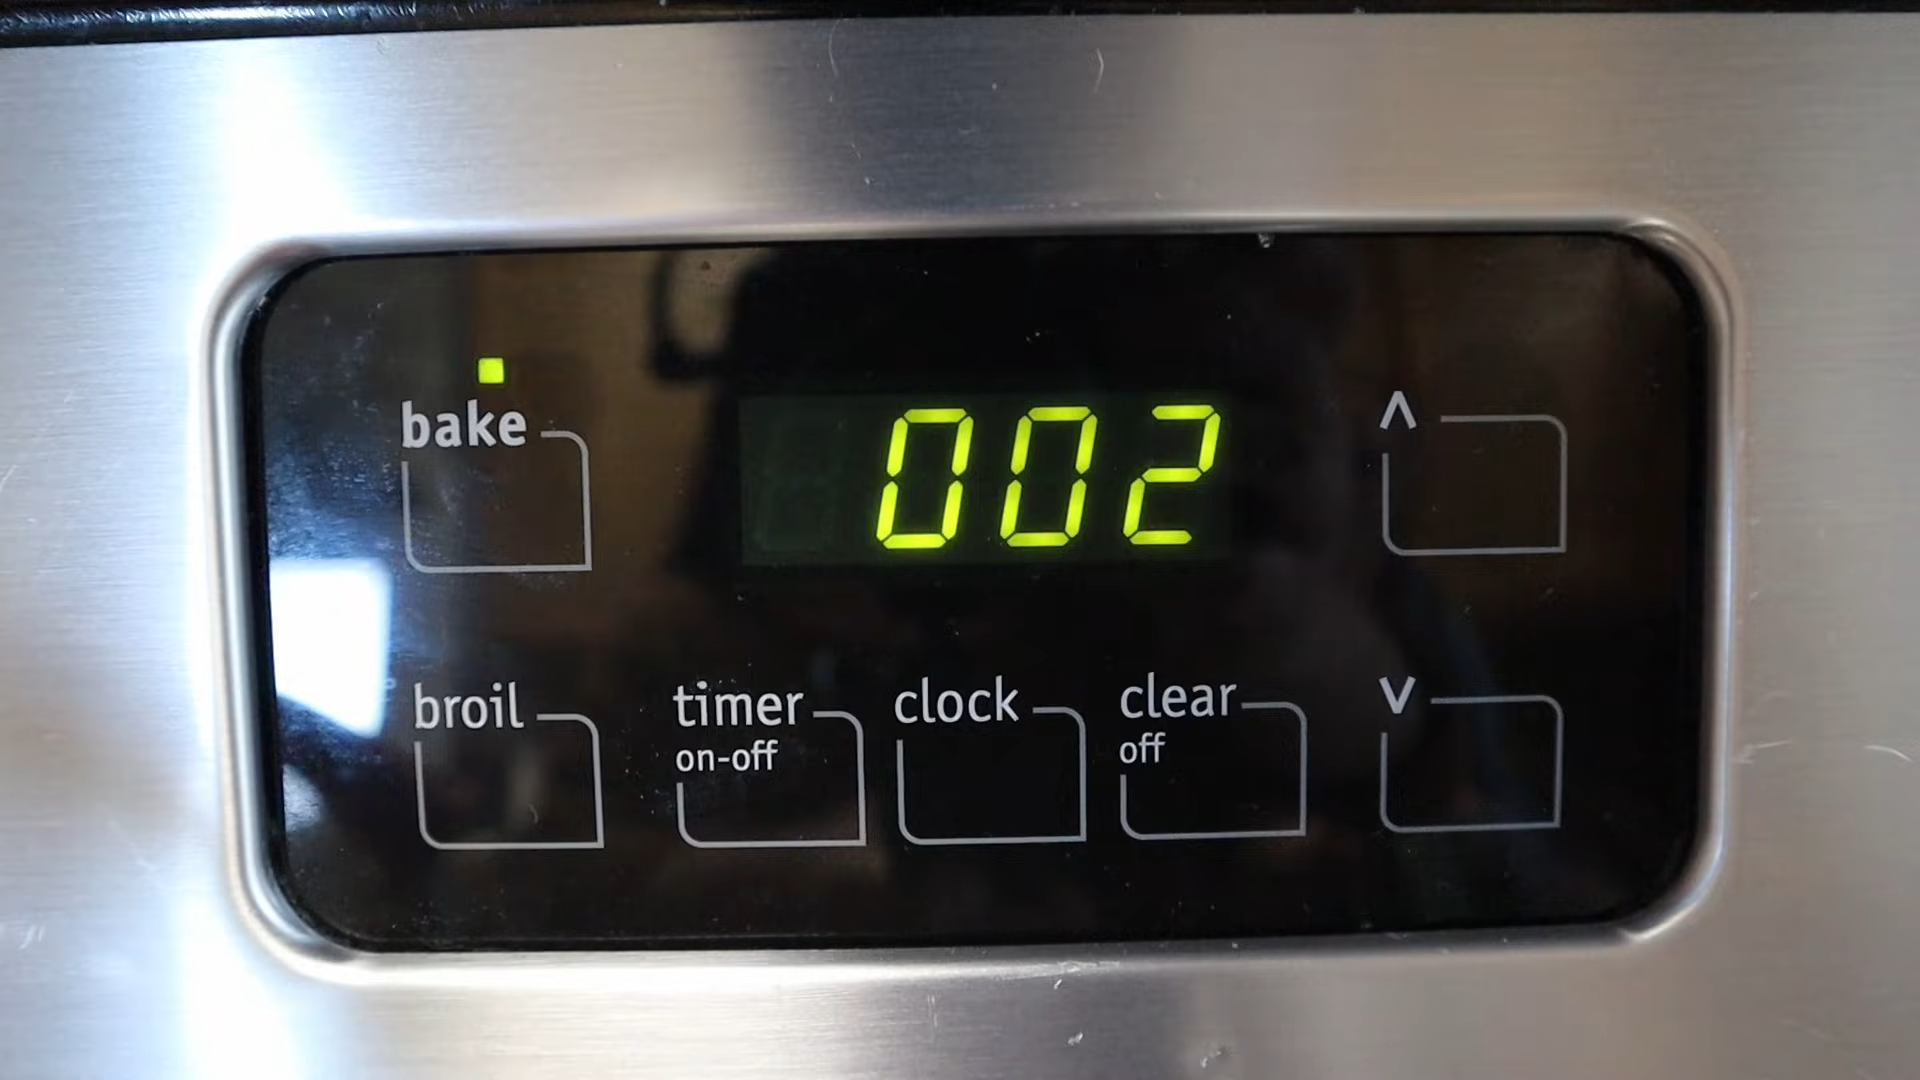 bake
002
^
broil
timer
on-off
clock
clear
off
v